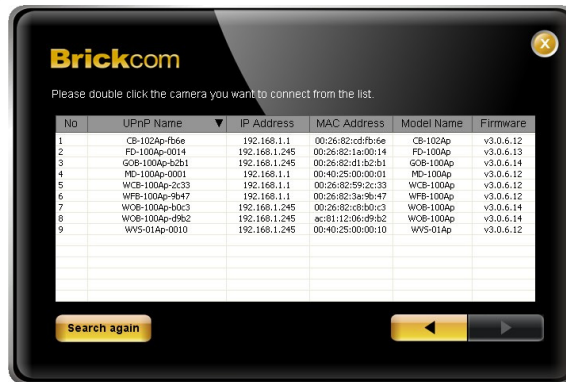 Brickcom
Please double click the camera you want to connect from the list.
No UPnP Name IP Address MAC Address Model Name Firmware
1 CB-102Ap-fb6e 192.168.1.1 00:26:82:cd:fb:6e CB-102Ap v3.0.6.12
2 FD-100Ap-0014 192.168.1.245 00:26:82:1a:00:14 FD-100Ap v3.0.6.13
3 GOB-100Ap-b2b1 192.168.1.245 00:26:82:d1:b2:b1 GOB-100Ap v3.0.6.14
4 MD-100Ap-0001 192.168.1.1 00:40:25:00:00:01 MD-100Ap v3.0.6.12
5 WCB-100Ap-2c33 192.168.1.1 00:26:82:59:2c:33 WCB-100Ap v3.0.6.12
6 WFB-100Ap-9b47 192.168.1.1 00:26:82:3a:9b:47 WFB-100Ap v3.0.6.12
7 WOB-100Ap-b0c3 192.168.1.245 00:26:82:c8:b0:c3 WOB-100Ap v3.0.6.14
8 WOB-100Ap-d9b2 192.168.1.245 ac:81:12:06:d9:b2 WOB-100Ap v3.0.6.14
9 WVS-01Ap-0010 192.168.1.245 00:40:25:00:00:10 WVS-01Ap v3.0.6.12
Search again